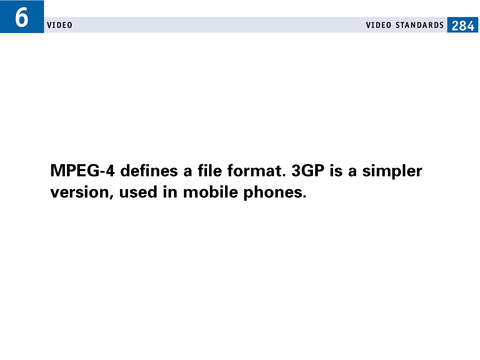 6
VIDEO
VIDEO STANDARDS 284
MPEG-4 defines a file format. 3GP is a simpler
version, used in mobile phones.